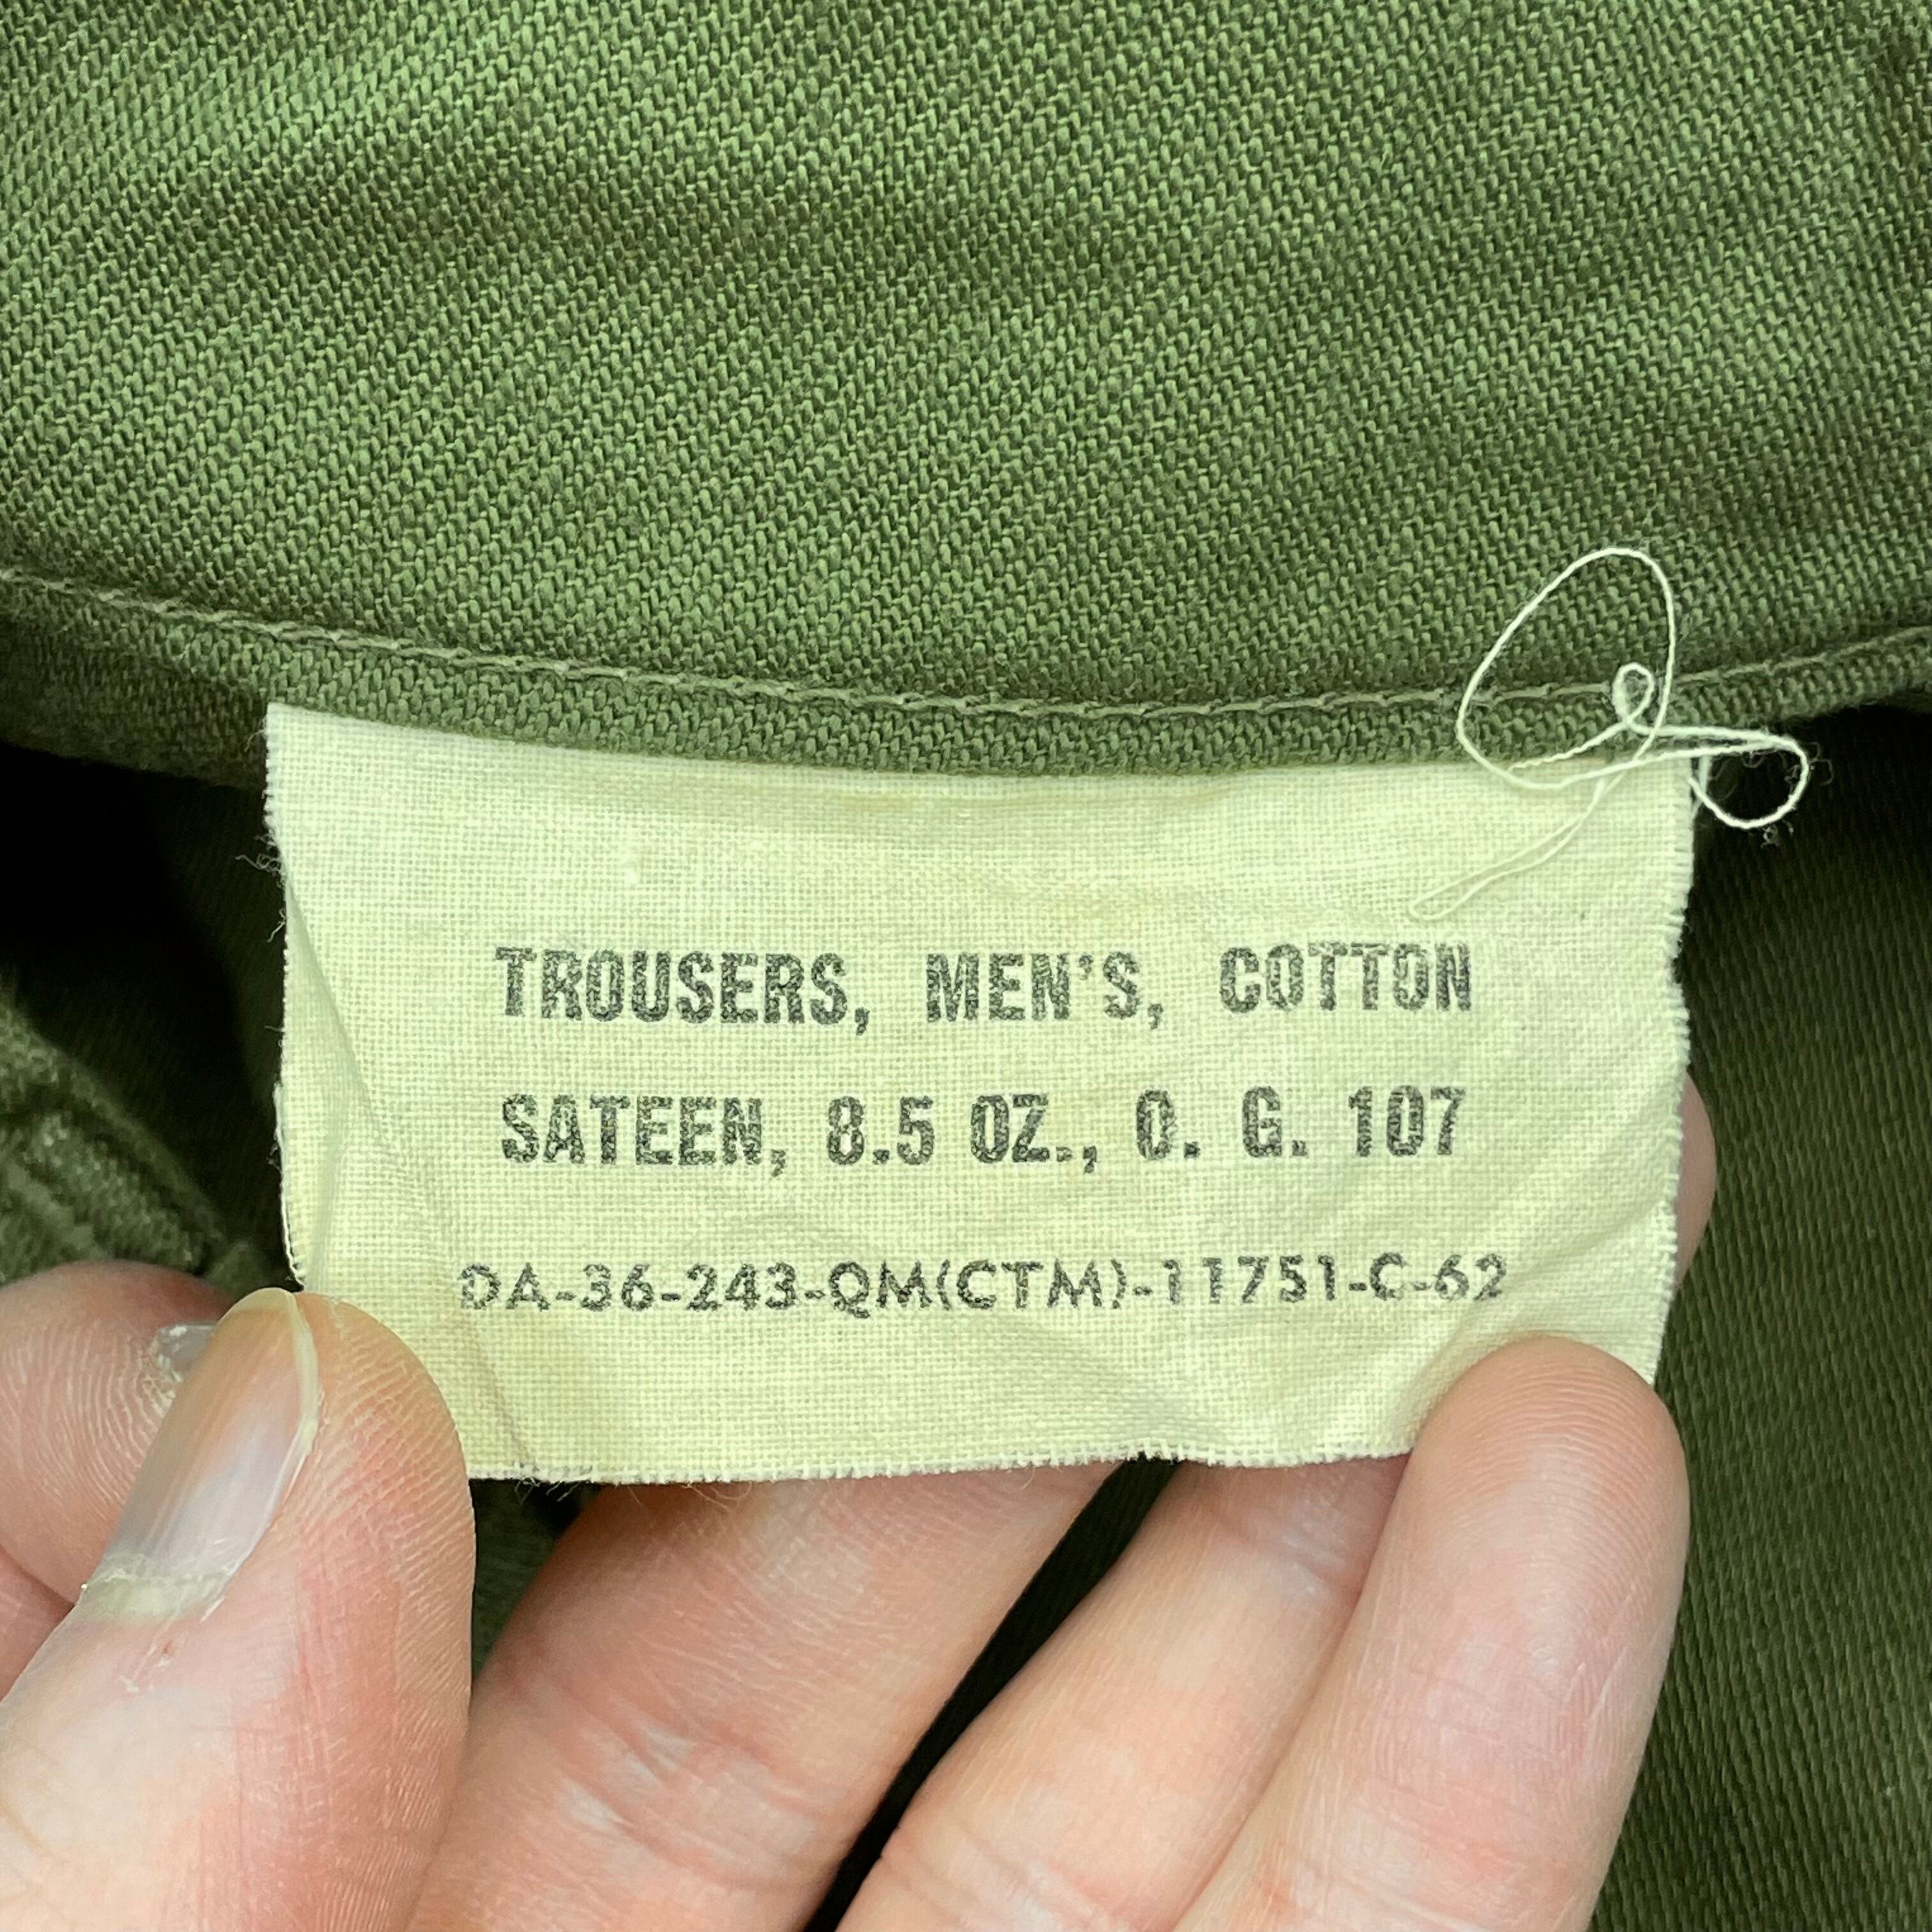 TROUSERS, MEN'S, COTTON
SATEEN, 8.5 OZ., O. G. 107
DA-36-243-QM(CTM)-11751-C-62